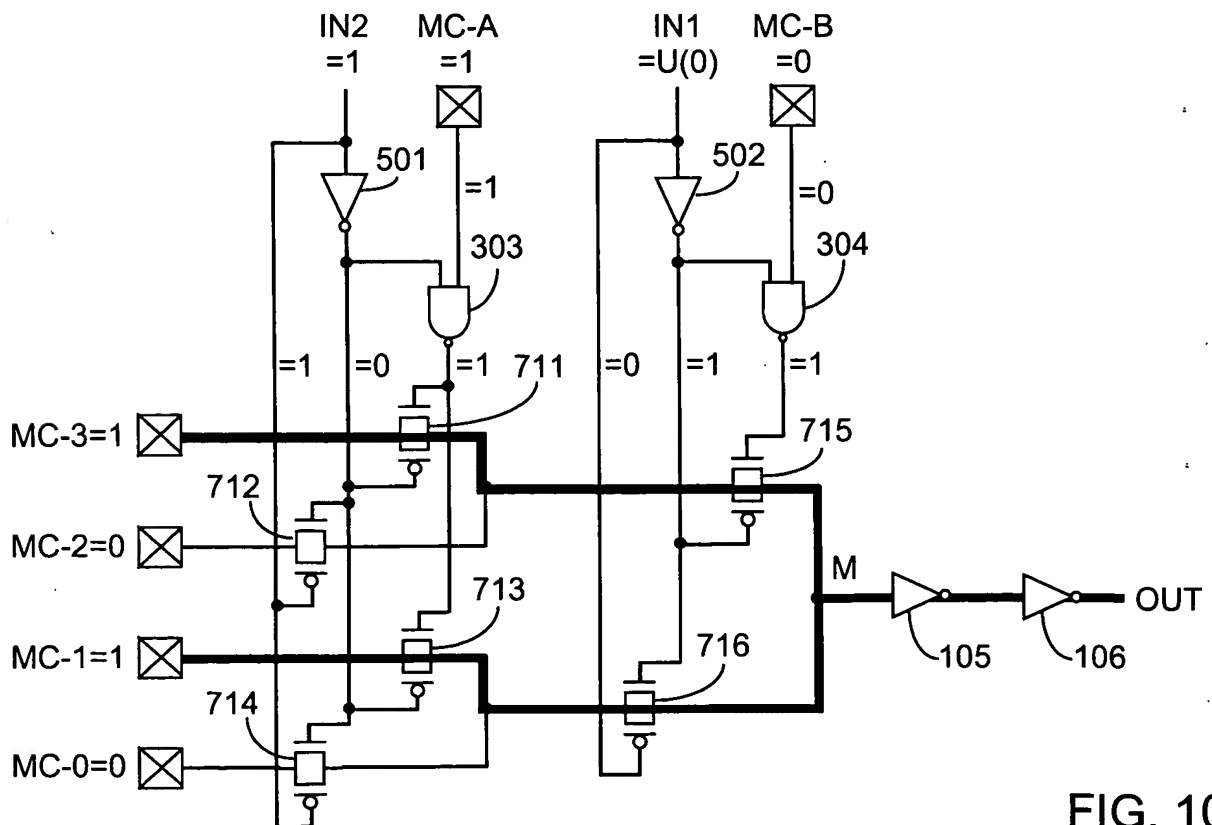 IN2 MC-A IN1 MC-B
=1 =1 =U(0) =0
501 502
=1 =0
303 304
=1 =0 =1 711 =0 =1 =1
MC-3=1 715
712
MC-2=0
713 M
OUT
MC-1=1 716 105 106
714
MC-0=0
FIG. 10